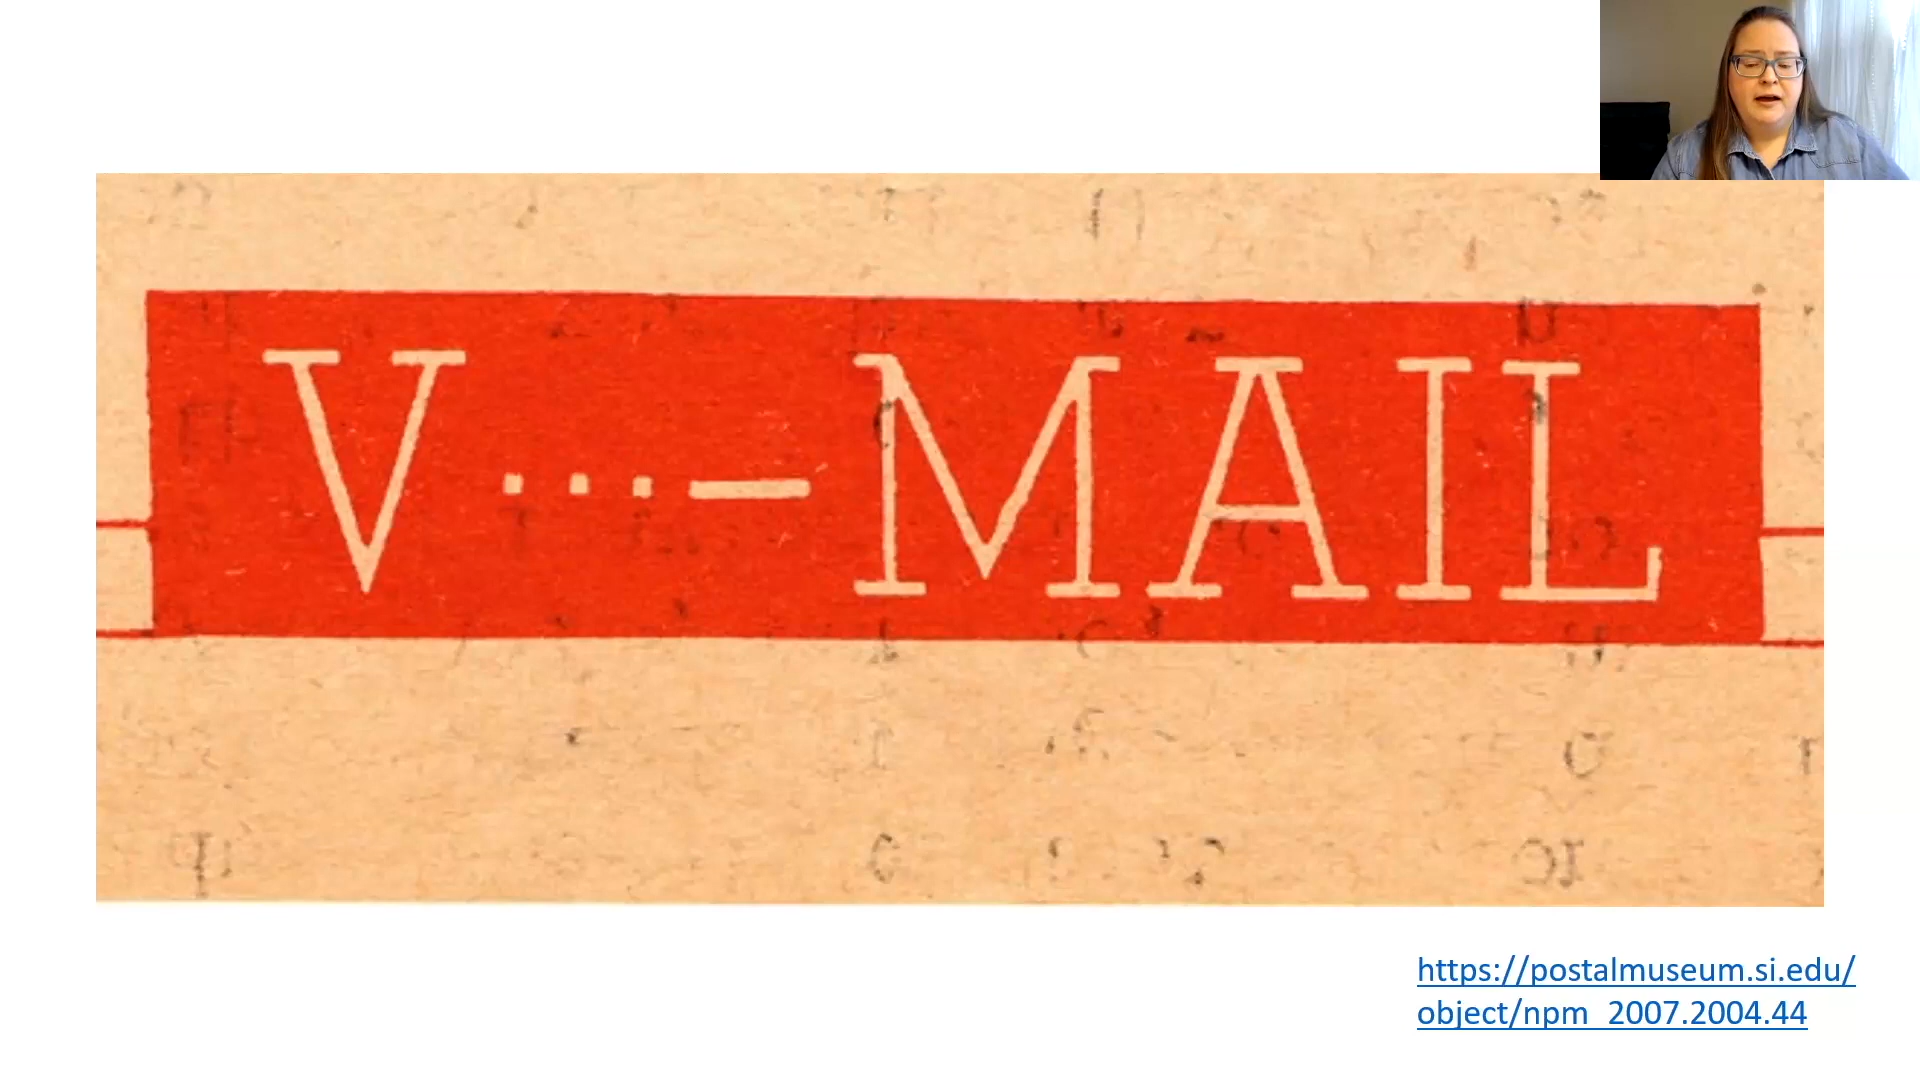 V ...— MAIL
https://postalmuseum.si.edu/
object/npm_2007.2004.44